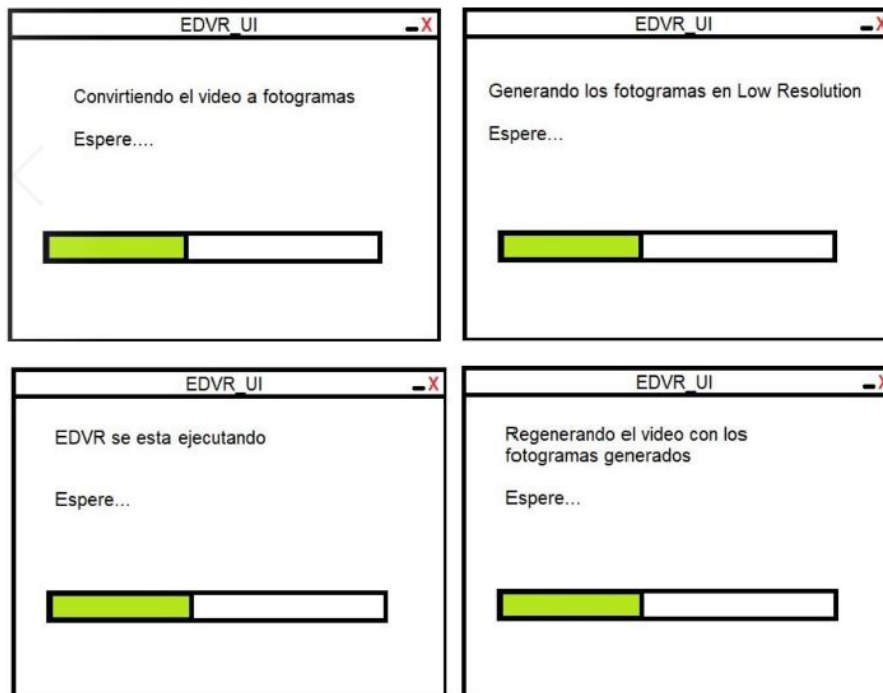 EDVR_UI
Convirtiendo el video a fotogramas
Espere....
EDVR_UI
Generando los fotogramas en Low Resolution
Espere...
EDVR_UI
EDVR se esta ejecutando
Espere...
EDVR_UI
Regenerando el video con los
fotogramas generados
Espere...